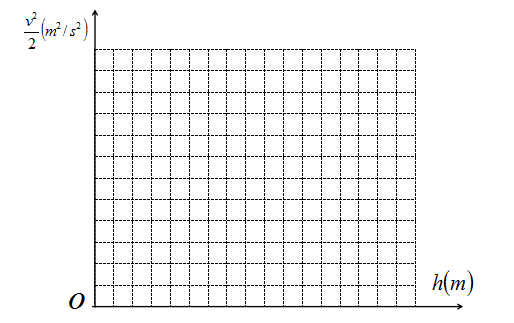 v²/2 (m²/s²)
O
h(m)